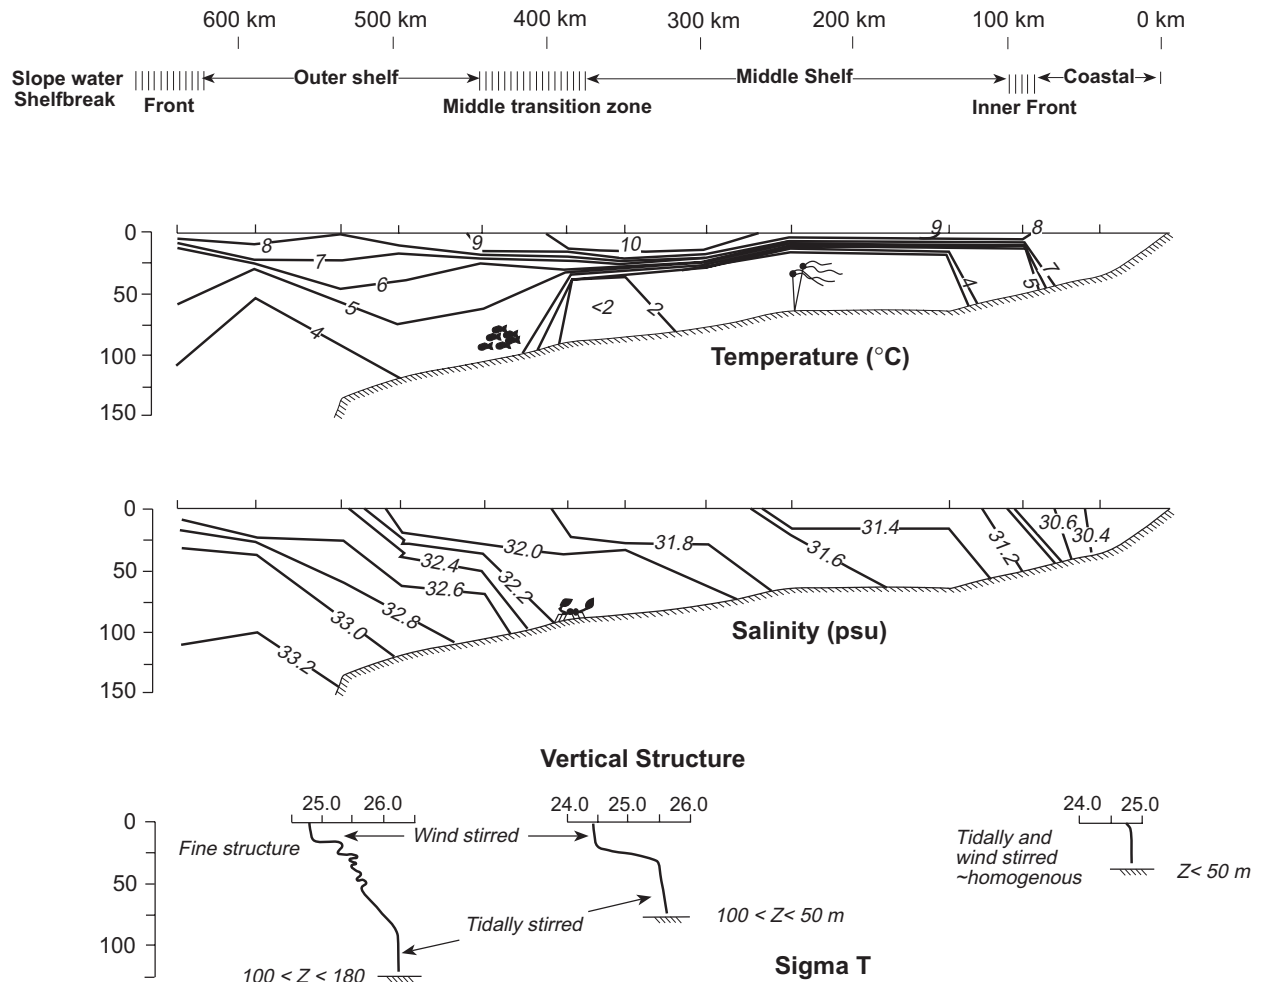 600 km 500 km 400 km 300 km 200 km 100 km 0 km
Slope water
Shelfbreak
Front
Outer shelf
Middle transition zone
Middle Shelf
Inner Front
Coastal
0
50
100
150
8
7
6
5
4
9
10
<2
2
9
8
4
5
7
Temperature (°C)
0
50
100
150
33.2
33.0
32.8
32.6
32.4
32.2
32.0
31.8
31.6
31.4
31.2
30.6
30.4
Salinity (psu)
Vertical Structure
25.0 26.0
24.0 25.0 26.0
24.0 25.0
0
50
100
Fine structure
Wind stirred
Tidally stirred
100 < Z < 180
100 < Z< 50 m
Tidally and
wind stirred
~homogenous
Z< 50 m
Sigma T